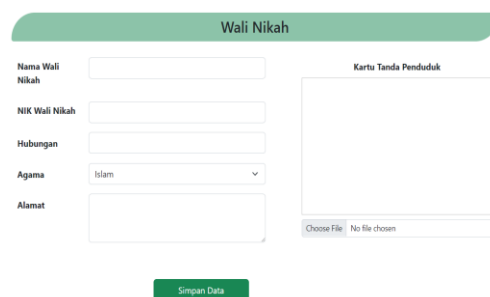 Wali Nikah
Nama Wali
Nikah
NIK Wali Nikah
Hubungan
Agama
Islam
Alamat
Kartu Tanda Penduduk
Choose File No file chosen
Simpan Data